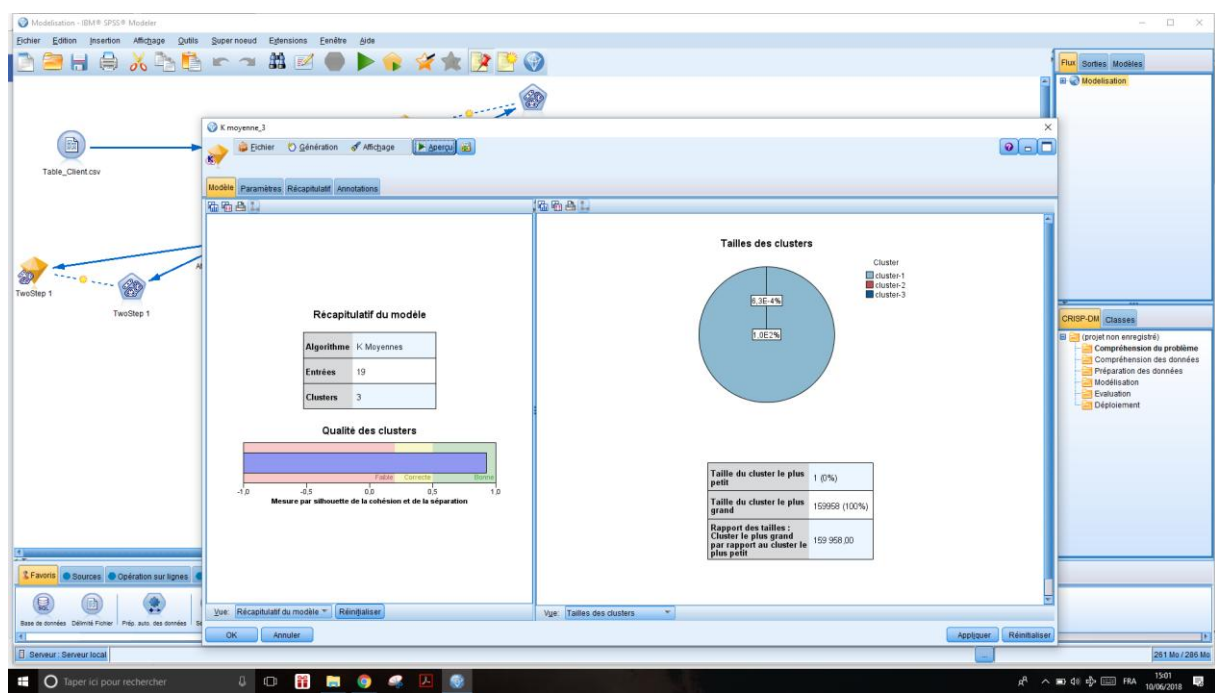 Modelisation - IBM® SPSS® Modeler
Fichier Edition Insertion Affichage Outils Super noeud Extensions Fenêtre Aide
Flux Sorties Modèles
Modelisation
Table_Client.csv
TwoStep 1
TwoStep 1
K moyenne_3
Fichier Génération Affichage Aperçu
Modèle Paramètres Récapitulatif Annotations
Récapitulatif du modèle
Algorithme K Moyennes
Entrées 19
Clusters 3
Qualité des clusters
Faible Correcte Bonne
-1,0 -0,5 0,0 0,5 1,0
Mesure par silhouette de la cohésion et de la séparation
Vue: Récapitulatif du modèle Réinitialiser
Tailles des clusters
6,3E-4%
1,0E2%
Cluster
cluster-1
cluster-2
cluster-3
Taille du cluster le plus petit 1 (0%)
Taille du cluster le plus grand 159958 (100%)
Rapport des tailles : Cluster le plus grand par rapport au cluster le plus petit 159 958,00
Vue: Tailles des clusters
OK Annuler Appliquer Réinitialiser
CRISP-DM Classes
(projet non enregistré)
Compréhension du problème
Compréhension des données
Préparation des données
Modélisation
Evaluation
Déploiement
Favoris Sources Opération sur lignes
Base de données Délimité Fichier Prép. auto. des données
Serveur : Serveur local
261 Mo / 286 Mo
Taper ici pour rechercher
FRA
15:01
10/06/2018